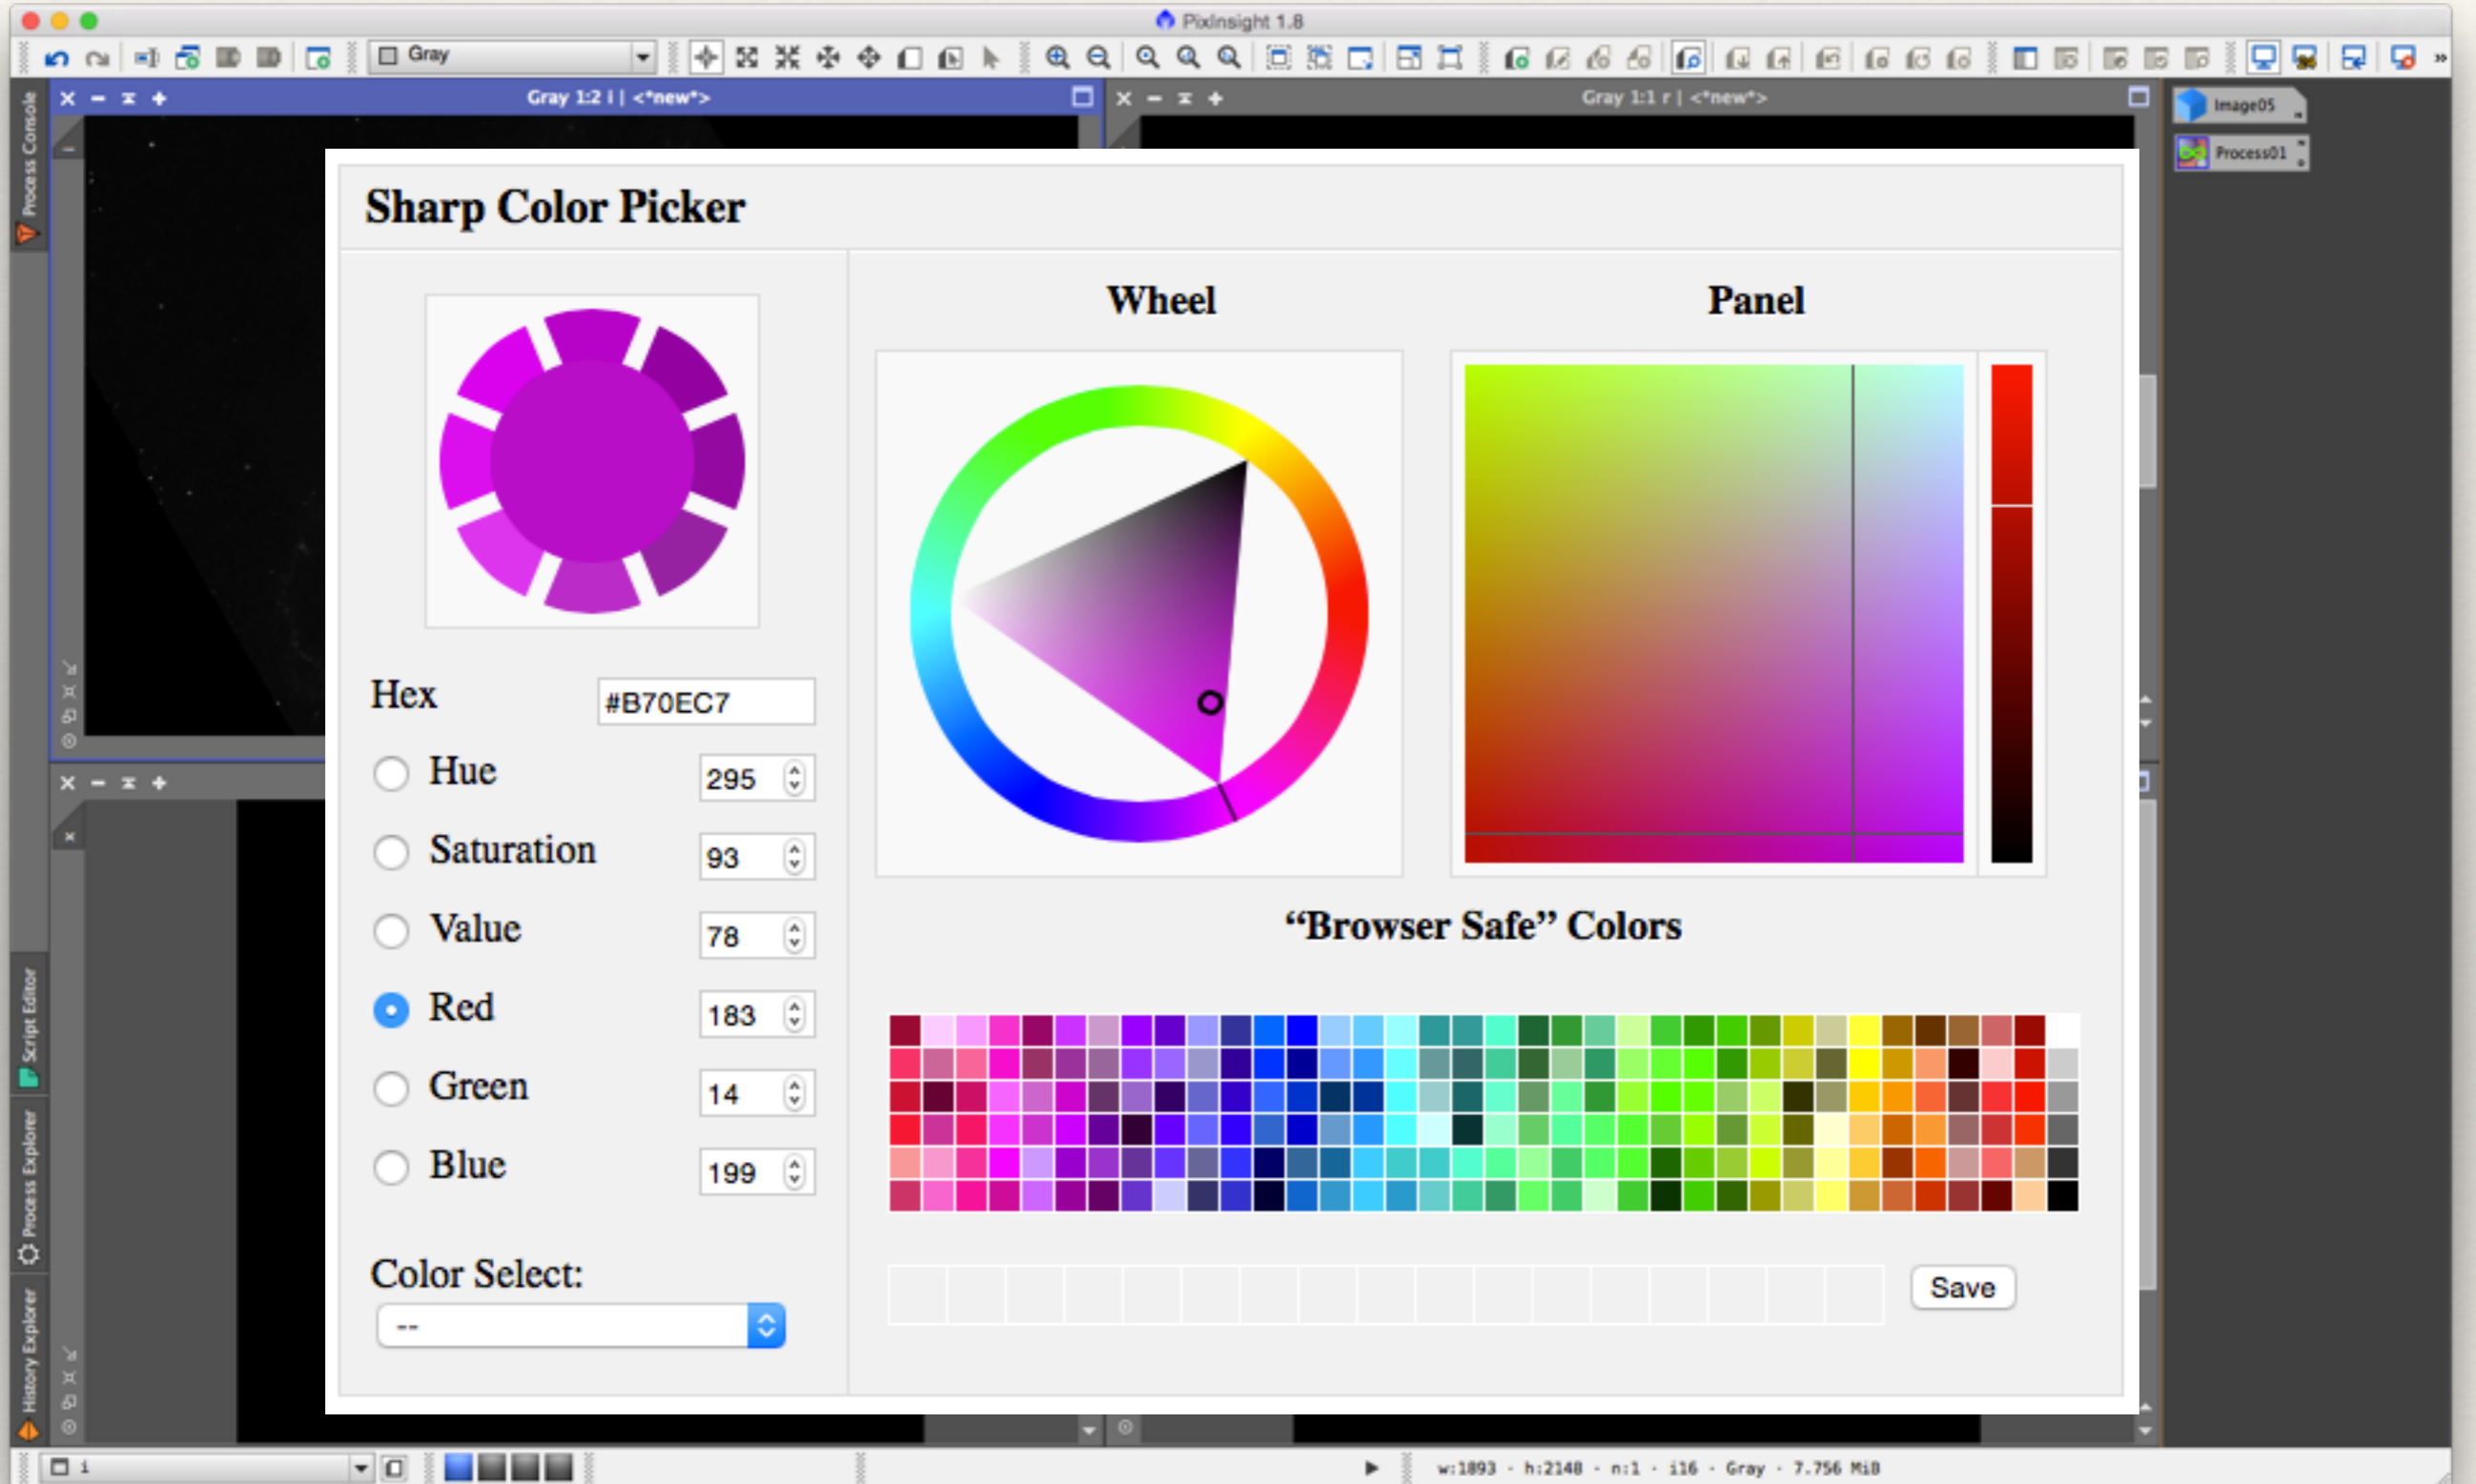 PixInsight 1.8
Gray
Gray 1:2 i | <*new*>
Gray 1:1 r | <*new*>
Image05
Process01
Process Console
Script Editor
Process Explorer
History Explorer
Sharp Color Picker
Wheel
Panel
Hex
#B70EC7
Hue
295
Saturation
93
Value
78
Red
183
Green
14
Blue
199
Color Select:
--
“Browser Safe” Colors
Save
i
w:1893 · h:2148 · n:1 · i16 · Gray · 7.756 MiB